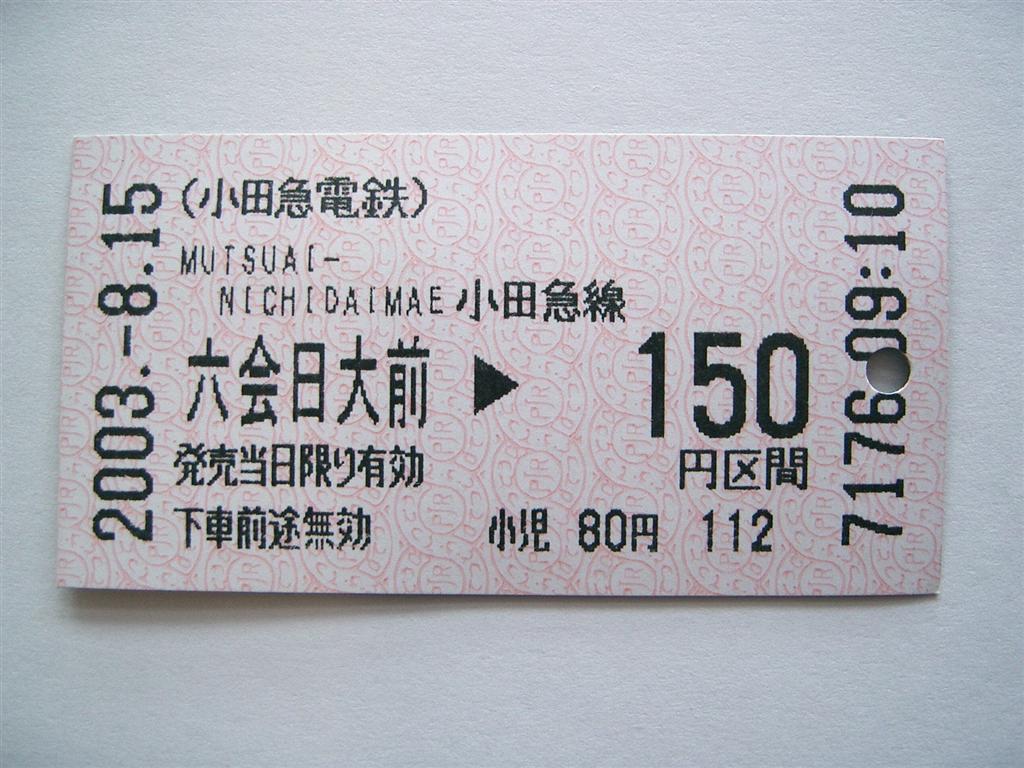 2003.-8.15
(小田急電鉄)
MUTSUAI-
NICHIDAIMAE 小田急線
六会日大前 ▶ 150
発売当日限り有効 円区間
下車前途無効 小児 80円 112
7176 09:10